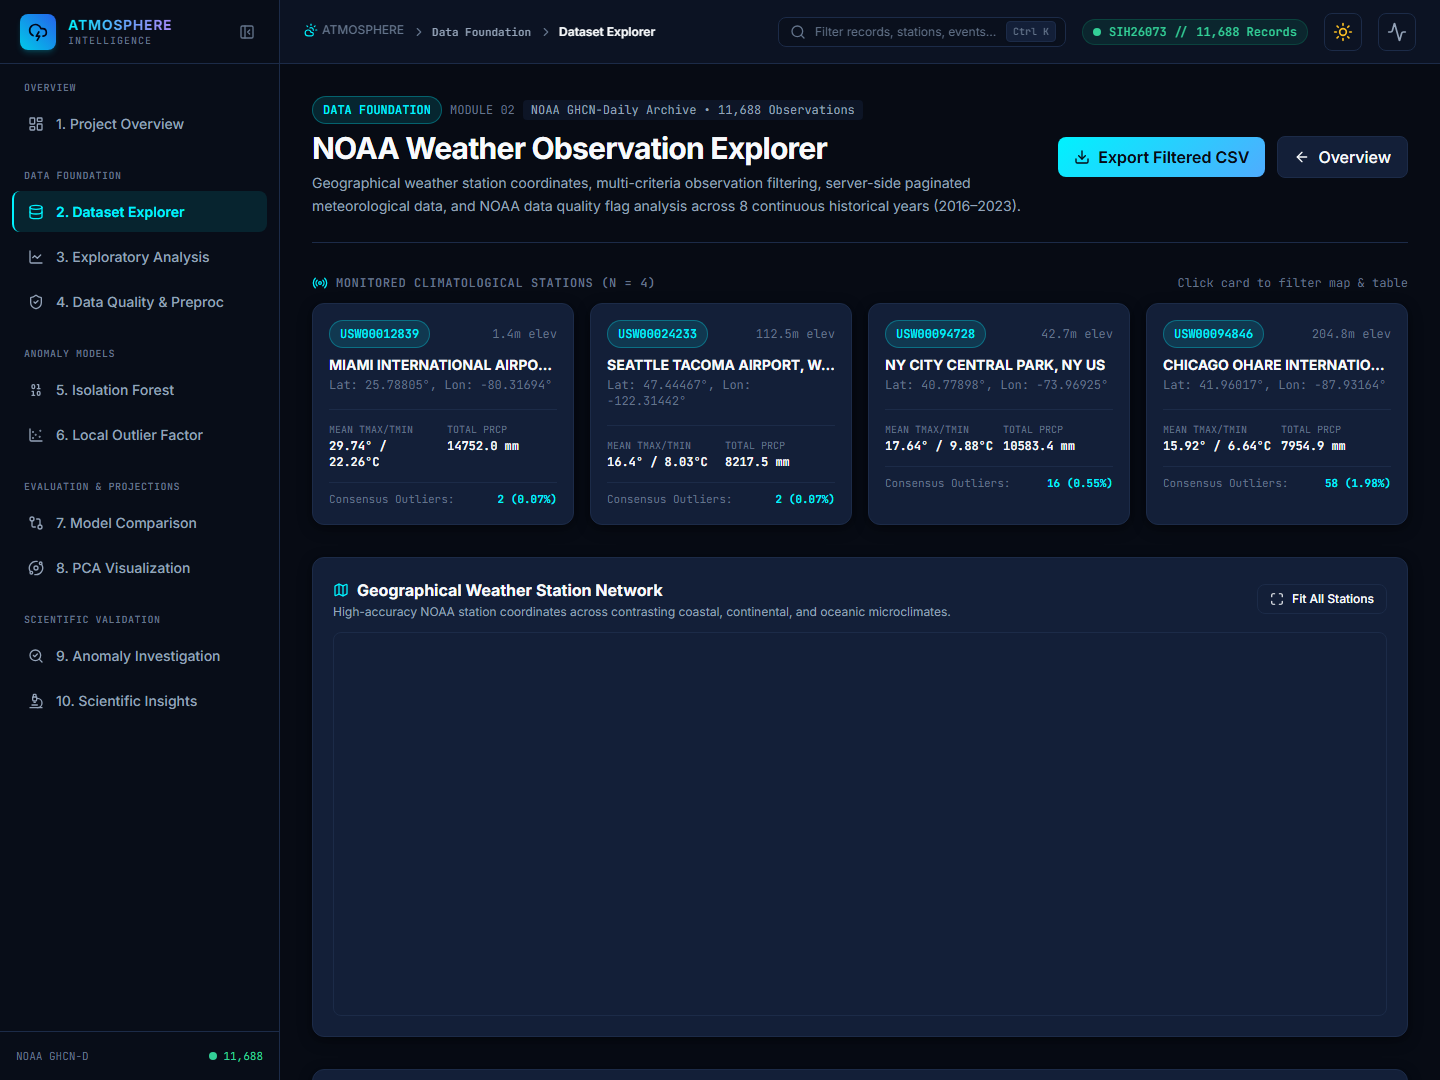 ATMOSPHERE
INTELLIGENCE
OVERVIEW
1. Project Overview
DATA FOUNDATION
2. Dataset Explorer
3. Exploratory Analysis
4. Data Quality & Preproc
ANOMALY MODELS
5. Isolation Forest
6. Local Outlier Factor
EVALUATION & PROJECTIONS
7. Model Comparison
8. PCA Visualization
SCIENTIFIC VALIDATION
9. Anomaly Investigation
10. Scientific Insights
NOAA GHCN-D 11,688
ATMOSPHERE > Data Foundation > Dataset Explorer
Filter records, stations, events... Ctrl K
SIH26073 // 11,688 Records
DATA FOUNDATION MODULE 02 NOAA GHCN-Daily Archive • 11,688 Observations
NOAA Weather Observation Explorer
Geographical weather station coordinates, multi-criteria observation filtering, server-side paginated
meteorological data, and NOAA data quality flag analysis across 8 continuous historical years (2016–2023).
Export Filtered CSV
Overview
MONITORED CLIMATOLOGICAL STATIONS (N = 4)
Click card to filter map & table
USW00012839 1.4m elev
MIAMI INTERNATIONAL AIRPO...
Lat: 25.78805°, Lon: -80.31694°
MEAN TMAX/TMIN TOTAL PRCP
29.74° / 14752.0 mm
22.26°C
Consensus Outliers: 2 (0.07%)
USW00024233 112.5m elev
SEATTLE TACOMA AIRPORT, W...
Lat: 47.44467°, Lon:
-122.31442°
MEAN TMAX/TMIN TOTAL PRCP
16.4° / 8.03°C 8217.5 mm
Consensus Outliers: 2 (0.07%)
USW00094728 42.7m elev
NY CITY CENTRAL PARK, NY US
Lat: 40.77898°, Lon: -73.96925°
MEAN TMAX/TMIN TOTAL PRCP
17.64° / 9.88°C 10583.4 mm
Consensus Outliers: 16 (0.55%)
USW00094846 204.8m elev
CHICAGO OHARE INTERNATIO...
Lat: 41.96017°, Lon: -87.93164°
MEAN TMAX/TMIN TOTAL PRCP
15.92° / 6.64°C 7954.9 mm
Consensus Outliers: 58 (1.98%)
Geographical Weather Station Network
High-accuracy NOAA station coordinates across contrasting coastal, continental, and oceanic microclimates.
Fit All Stations